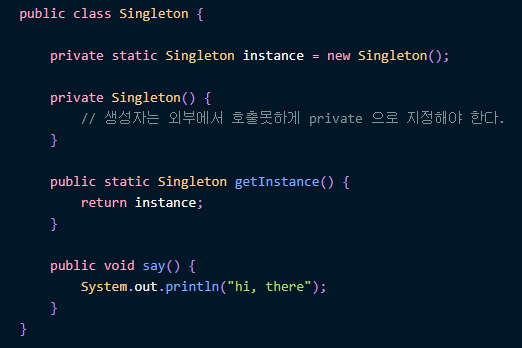 public class Singleton {
private static Singleton instance = new Singleton();
private Singleton() {
// 생성자는 외부에서 호출못하게 private 으로 지정해야 한다.
}
public static Singleton getInstance() {
return instance;
}
public void say() {
System.out.println("hi, there");
}
}